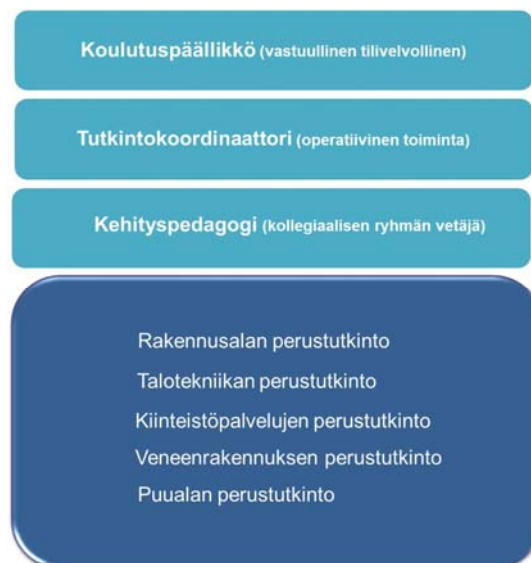 Koulutuspäällikkö (vastuullinen tilivelvollinen)
Tutkintokoordinaattori (operatiivinen toiminta)
Kehityspedagogi (kollegiaalisen ryhmän vetäjä)
Rakennusalan perustutkinto
Talotekniikan perustutkinto
Kiinteistöpalvelujen perustutkinto
Veneenrakennuksen perustutkinto
Puualan perustutkinto